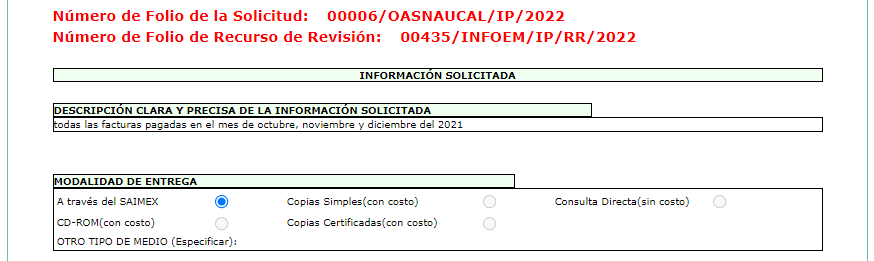 Número de Folio de la Solicitud: 00006/OASNAUCAL/IP/2022
Número de Folio de Recurso de Revisión: 00435/INFOEM/IP/RR/2022
INFORMACIÓN SOLICITADA
DESCRIPCIÓN CLARA Y PRECISA DE LA INFORMACIÓN SOLICITADA
todas las facturas pagadas en el mes de octubre, noviembre y diciembre del 2021
MODALIDAD DE ENTREGA
A través del SAIMEX Copias Simples(con costo) Consulta Directa(sin costo)
CD-ROM(con costo) Copias Certificadas(con costo)
OTRO TIPO DE MEDIO (Especificar):